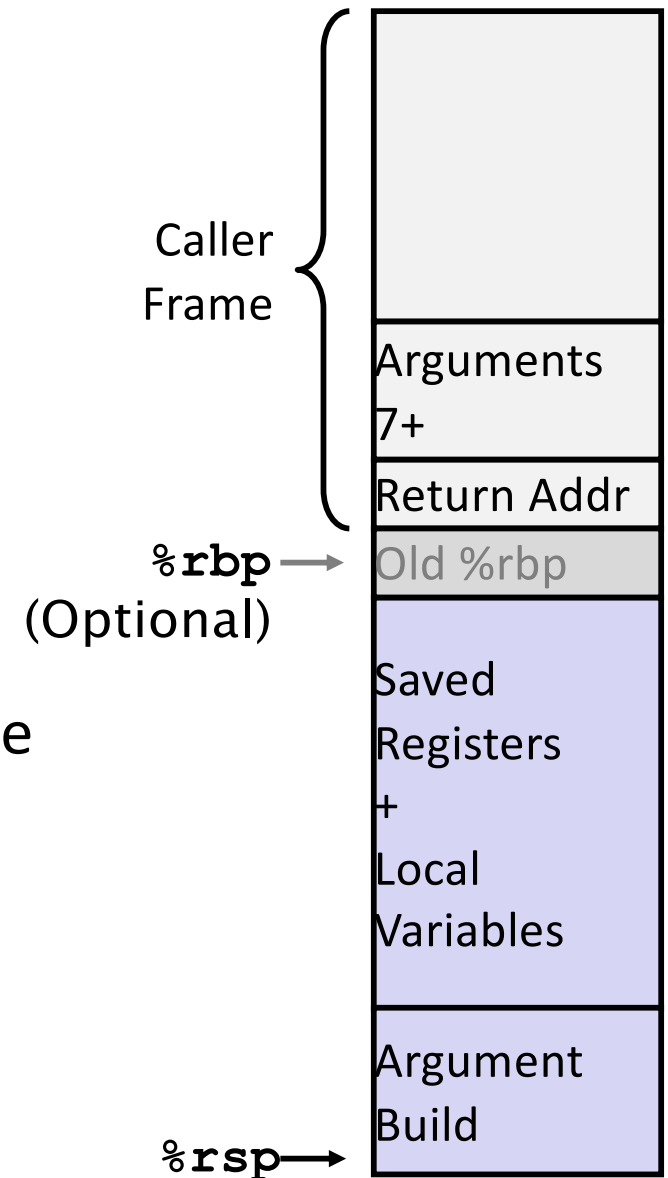 Caller
Frame
Arguments
7+
Return Addr
%rbp
Old %rbp
(Optional)
Saved
Registers
+
Local
Variables
e
Argument
Build
%rsp